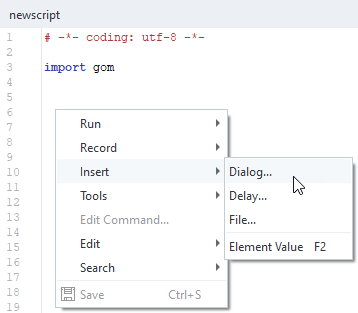 newscript
1 # -*- coding: utf-8 -*-
2
3 import gom
4
5
6
7
8
9
10
11
12
13
14
15
16
17
18
19
Run
Record
Insert
Tools
Edit Command...
Edit
Search
Save Ctrl+S
Dialog...
Delay...
File...
Element Value F2